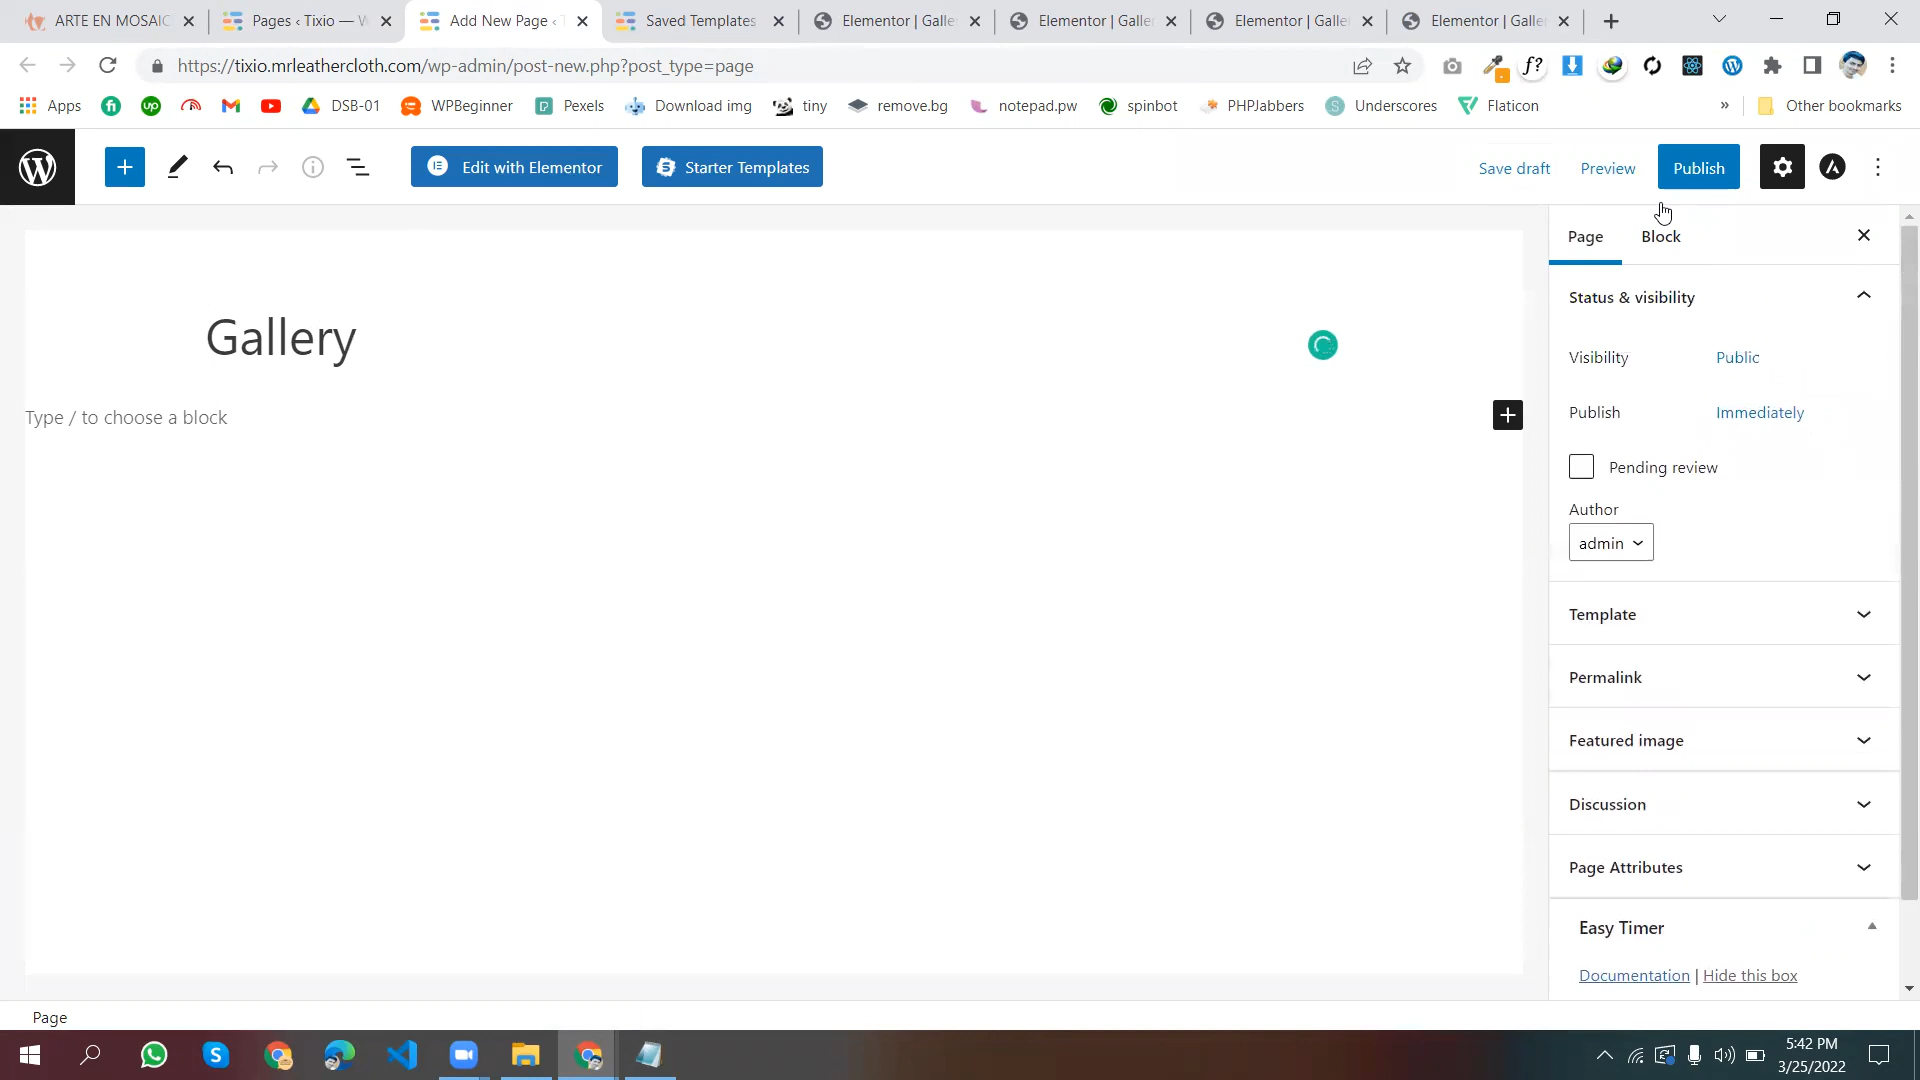 ARTE EN MOSAIC
Pages ‹ Tixio — W
Add New Page ‹ T
Saved Templates
Elementor | Galle
Elementor | Galler
Elementor | Galle
Elementor | Galle
https://tixio.mrleathercloth.com/wp-admin/post-new.php?post_type=page
f?
Apps
fi
up
DSB-01
WPBeginner
Pexels
Download img
tiny
remove.bg
notepad.pw
spinbot
PHPJabbers
Underscores
Flaticon
»
Other bookmarks
Edit with Elementor
Starter Templates
Save draft
Preview
Publish
Page
Block
Gallery
Type / to choose a block
Status & visibility
Visibility
Public
Publish
Immediately
Pending review
Author
admin
Template
Permalink
Featured image
Discussion
Page Attributes
Easy Timer
Documentation | Hide this box
Page
5:42 PM
3/25/2022